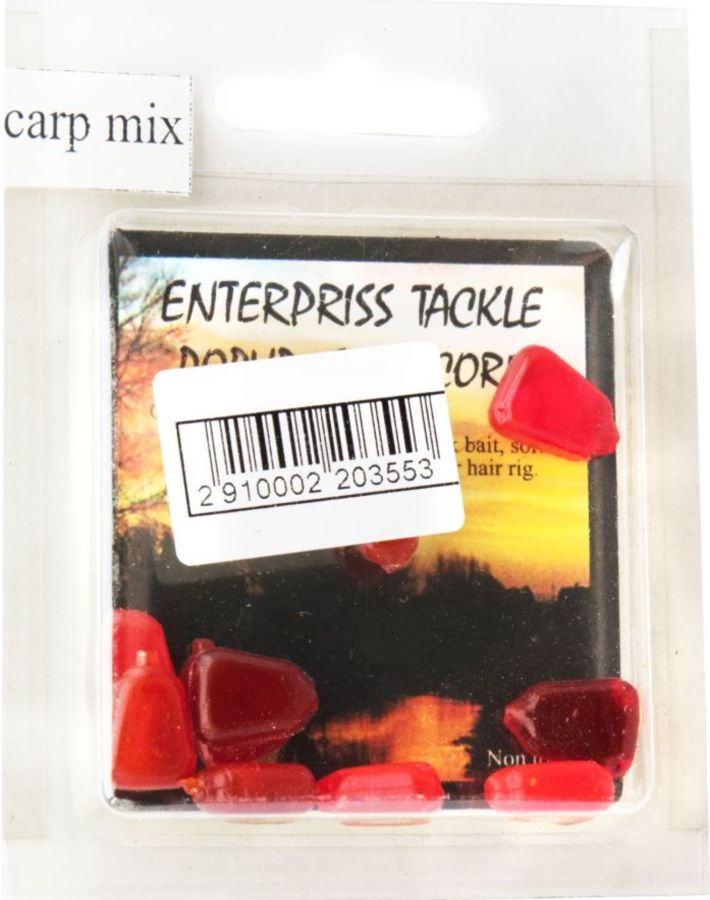 carp mix
ENTERPRISS TACKLE
bait,
hair rig.
2 910002 203553
Non